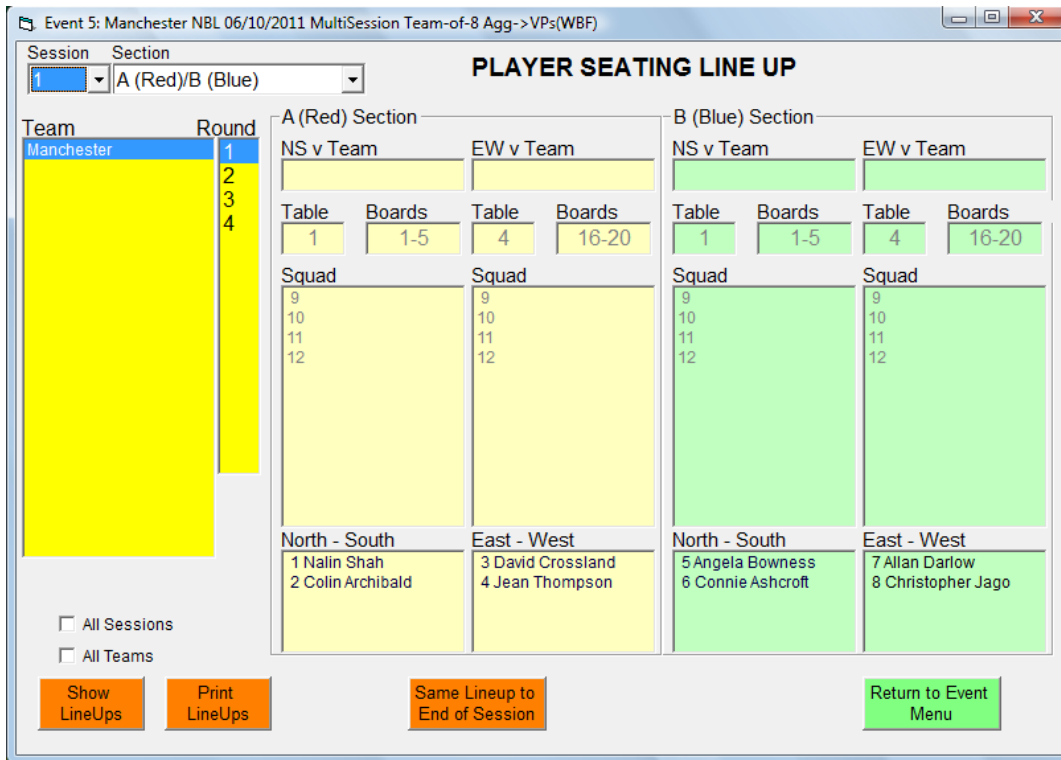 Event 5: Manchester NBL 06/10/2011 MultiSession Team-of-8 Agg->VPs(WBF)
Session Section
1 A (Red)/B (Blue)
PLAYER SEATING LINE UP
Team Round
Manchester
1
2
3
4
A (Red) Section
NS v Team EW v Team
Table Boards Table Boards
1 1-5 4 16-20
Squad Squad
9 9
10 10
11 11
12 12
North - South East - West
1 Nalin Shah 3 David Crossland
2 Colin Archibald 4 Jean Thompson
B (Blue) Section
NS v Team EW v Team
Table Boards Table Boards
1 1-5 4 16-20
Squad Squad
9 9
10 10
11 11
12 12
North - South East - West
5 Angela Bowness 7 Allan Darlow
6 Connie Ashcroft 8 Christopher Jago
All Sessions
All Teams
Show LineUps
Print LineUps
Same Lineup to
End of Session
Return to Event
Menu